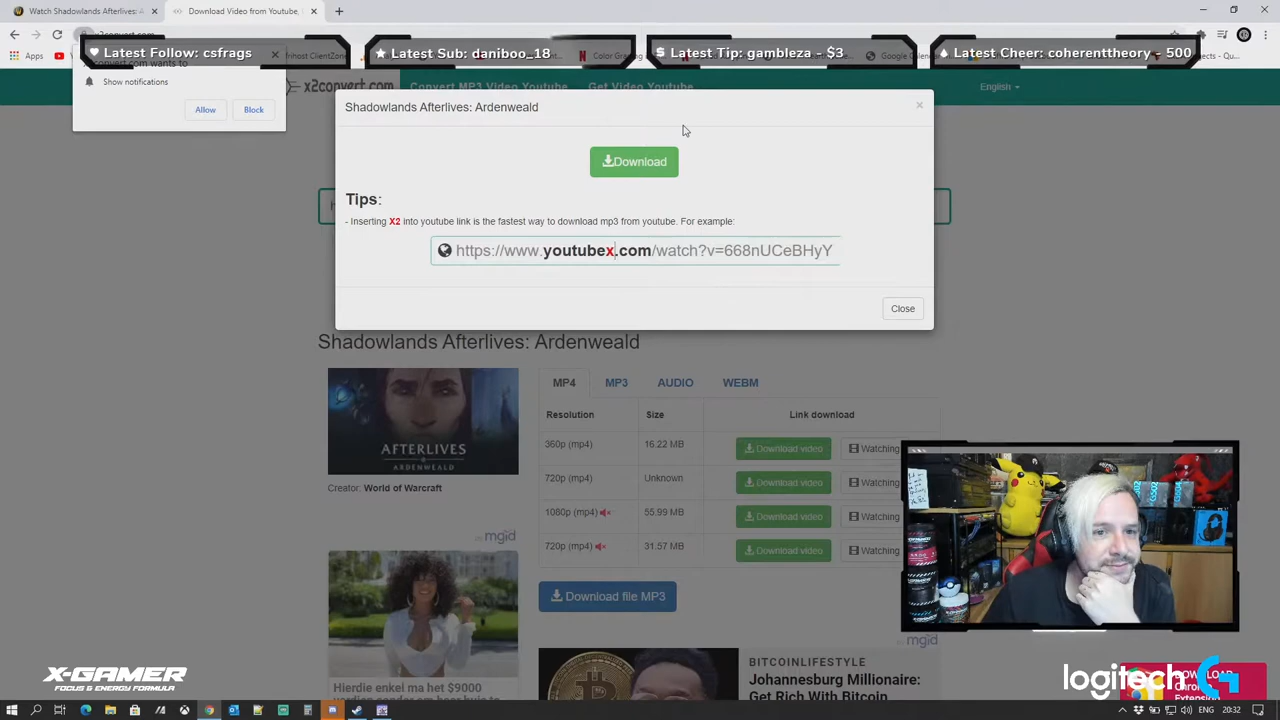 Watch Shadowlands Afterlives: Ar
Download Video from Youtube,
x2convert.com
Apps
Color Grading
Google Calendar
♥ Latest Follow: csfrags
★ Latest Sub: daniboo_18
$ Latest Tip: gambleza - $3
Latest Cheer: coherenttheory - 500
Show notifications
Allow
Block
x2convert.com
Convert MP3 Video Youtube
Get Video Youtube
English
Shadowlands Afterlives: Ardenweald
×
Download
Tips:
- Inserting X2 into youtube link is the fastest way to download mp3 from youtube. For example:
https://www.youtubex.com/watch?v=668nUCeBHyY
Close
Shadowlands Afterlives: Ardenweald
AFTERLIVES
ARDENWEALD
Creator: World of Warcraft
MP4
MP3
AUDIO
WEBM
Resolution
Size
Link download
360p (mp4)
16.22 MB
Download video
Watching
720p (mp4)
Unknown
Download video
Watching
1080p (mp4)
55.99 MB
Download video
Watching
720p (mp4)
31.57 MB
Download video
Watching
mgid
Download file MP3
mgid
BITCOINLIFESTYLE
Johannesburg Millionaire:
Get Rich With Bitcoin
Hierdie enkel ma het $9000
X-GAMER
FOCUS & ENERGY FORMULA
logitech G
ENG
20:32